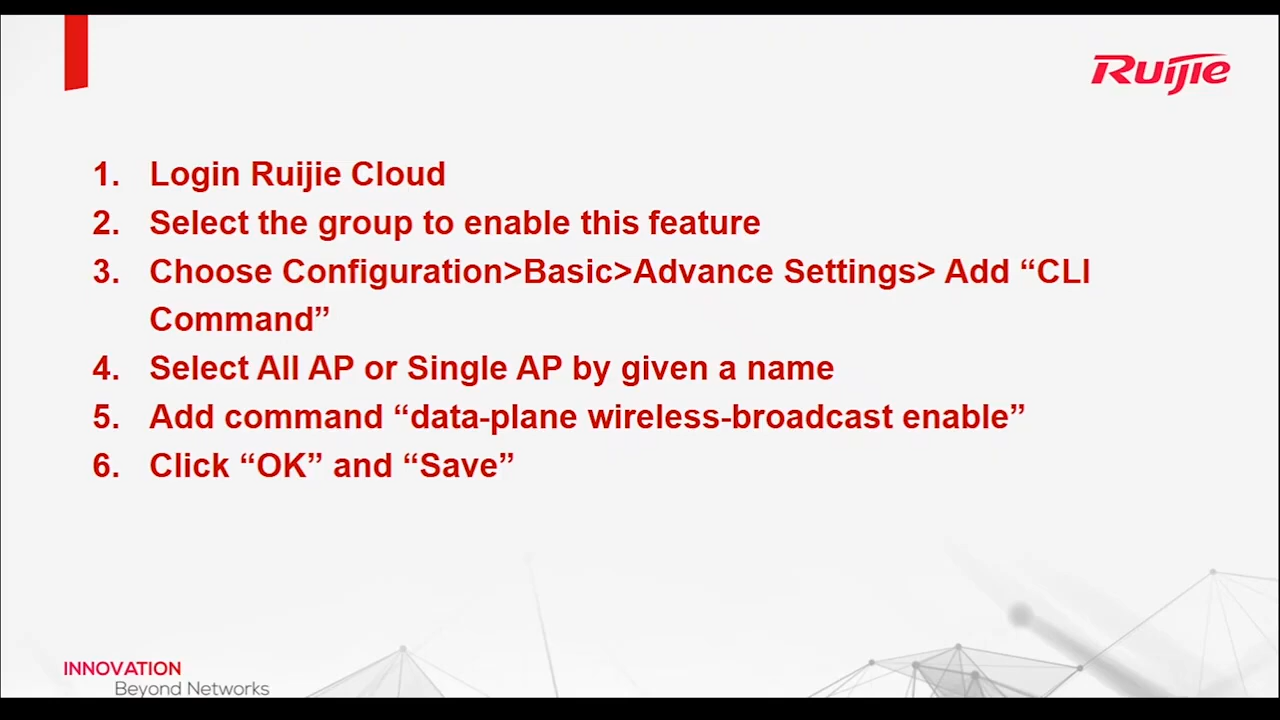 Ruijie
1. Login Ruijie Cloud
2. Select the group to enable this feature
3. Choose Configuration>Basic>Advance Settings> Add “CLI
Command”
4. Select All AP or Single AP by given a name
5. Add command “data-plane wireless-broadcast enable”
6. Click “OK” and “Save”
INNOVATION
Beyond Networks